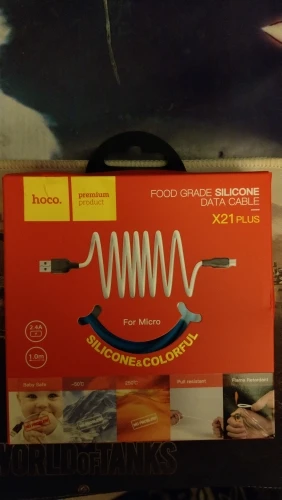 hoco.
premium
product
FOOD GRADE SILICONE
DATA CABLE
X21 PLUS
For Micro
SILICONE&COLORFUL
2.4A
1.0m
Baby Safe
Pull resistant
Flame Retardant
WORLD OF TANKS